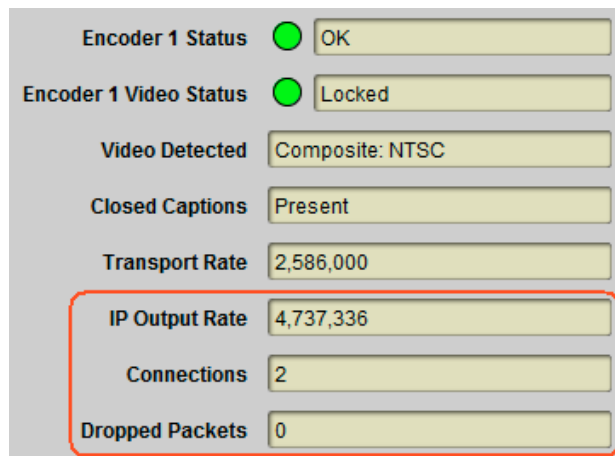 Encoder 1 Status OK
Encoder 1 Video Status Locked
Video Detected Composite: NTSC
Closed Captions Present
Transport Rate 2,586,000
IP Output Rate 4,737,336
Connections 2
Dropped Packets 0